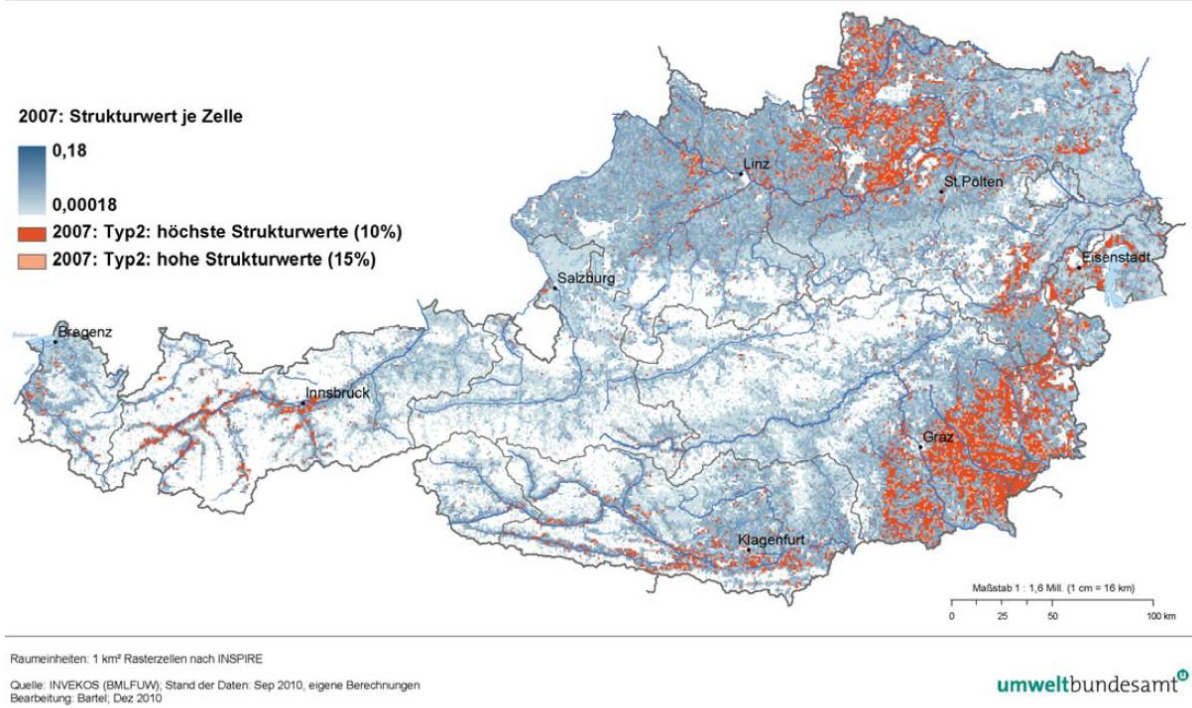 2007: Strukturwert je Zelle
0,18
0,00018
2007: Typ2: höchste Strukturwerte (10%)
2007: Typ2: hohe Strukturwerte (15%)
Linz
St.Pölten
Eisenstadt
Salzburg
Bregenz
Innsbruck
Graz
Klagenfurt
Maßstab 1 : 1,6 Mill. (1 cm = 16 km)
0 25 50 100 km
Raumeinheiten: 1 km² Rasterzellen nach INSPIRE
Quelle: INVEKOS (BMLFUW); Stand der Daten: Sep 2010, eigene Berechnungen
Bearbeitung: Bartel; Dez 2010
umweltbundesamt